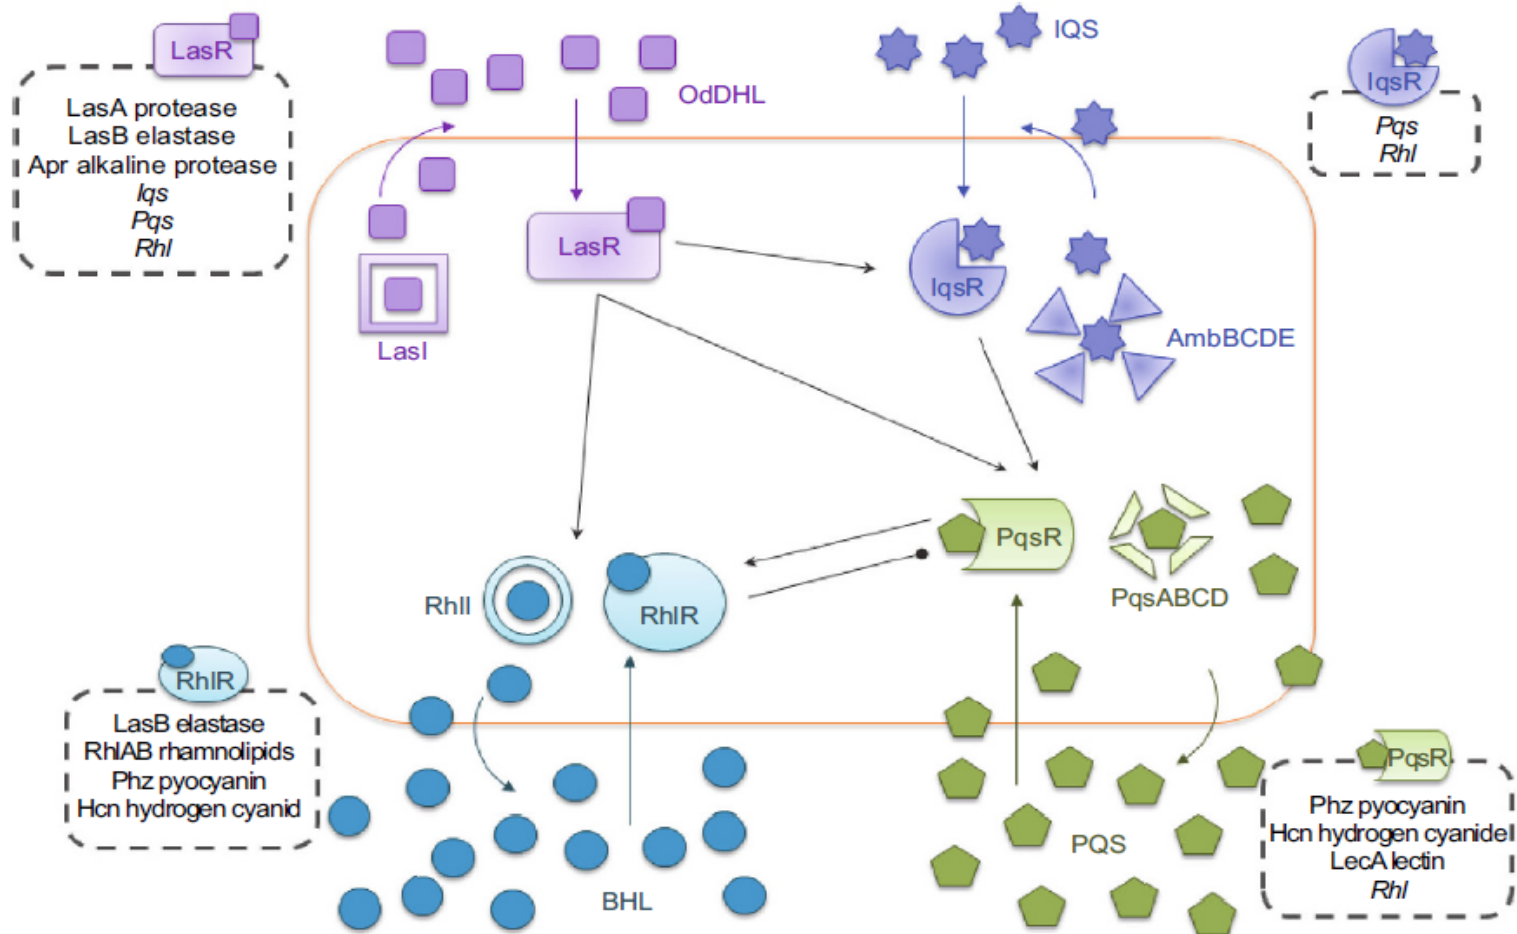 LasR
LasA protease
LasB elastase
Apr alkaline protease
Iqs
Pqs
Rhl
OdDHL
IQS
IqsR
Pqs
Rhl
LasR
LasI
IqsR
AmbBCDE
PqsR
PqsABCD
RhlI
RhlR
RhlR
LasB elastase
RhlAB rhamnolipids
Phz pyocyanin
Hcn hydrogen cyanid
BHL
PQS
PqsR
Phz pyocyanin
Hcn hydrogen cyanide
LecA lectin
Rhl